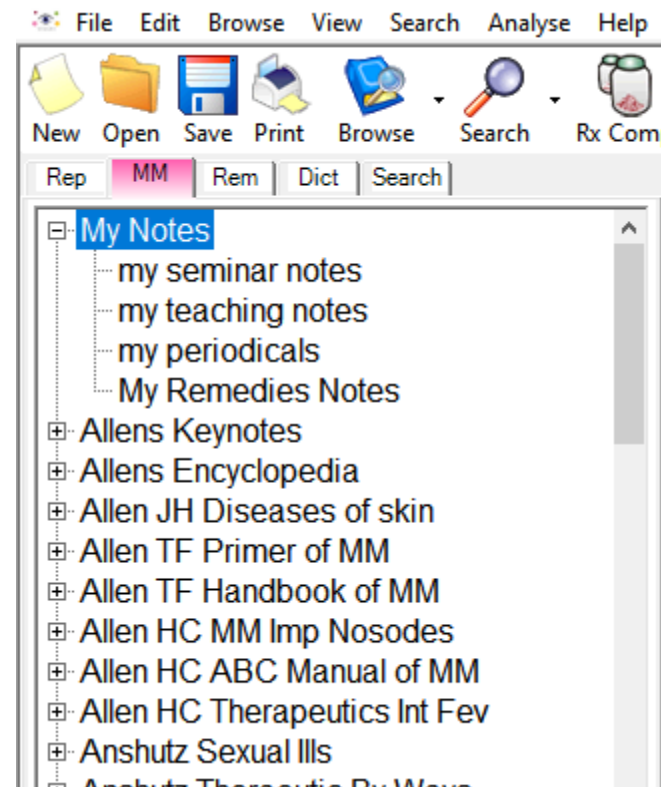 File Edit Browse View Search Analyse Help
New Open Save Print Browse Search Rx Com
Rep MM Rem Dict Search
My Notes
my seminar notes
my teaching notes
my periodicals
My Remedies Notes
Allens Keynotes
Allens Encyclopedia
Allen JH Diseases of skin
Allen TF Primer of MM
Allen TF Handbook of MM
Allen HC MM Imp Nosodes
Allen HC ABC Manual of MM
Allen HC Therapeutics Int Fev
Anshutz Sexual Ills